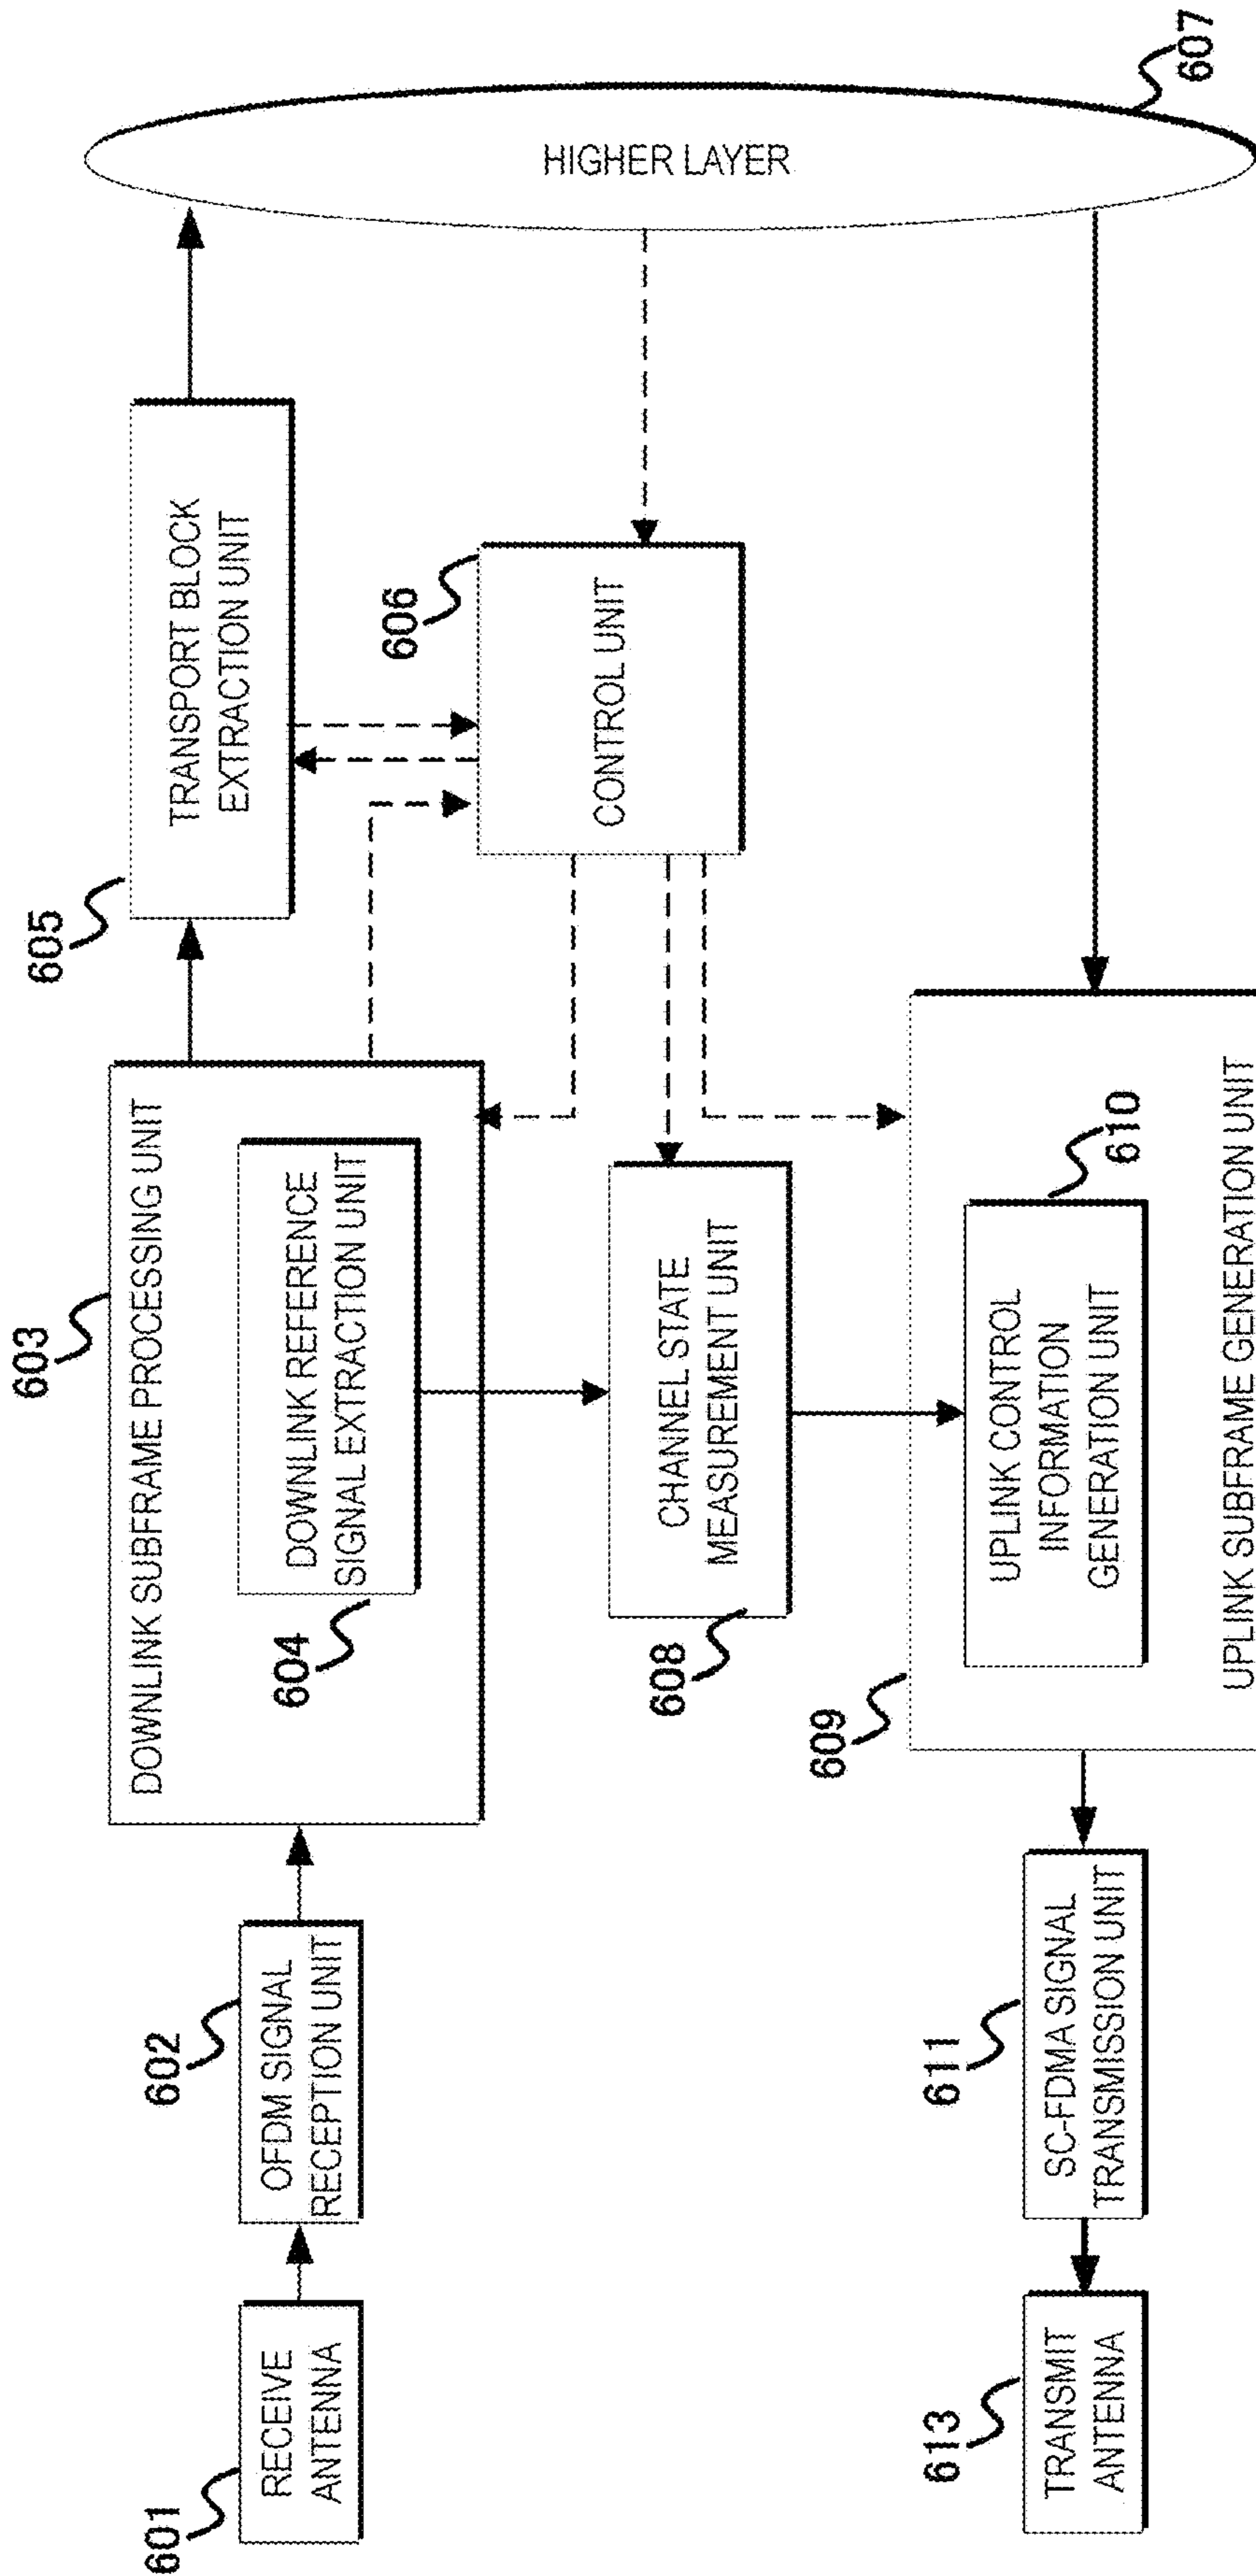 601
RECEIVE
ANTENNA
602
OFDM SIGNAL
RECEPTION UNIT
603
DOWNLINK SUBFRAME PROCESSING UNIT
604
DOWNLINK REFERENCE
SIGNAL EXTRACTION UNIT
605
TRANSPORT BLOCK
EXTRACTION UNIT
606
CONTROL UNIT
HIGHER LAYER
607
608
CHANNEL STATE
MEASUREMENT UNIT
609
610
UPLINK CONTROL
INFORMATION
GENERATION UNIT
UPLINK SUBFRAME GENERATION UNIT
611
SC-FDMA SIGNAL
TRANSMISSION UNIT
613
TRANSMIT
ANTENNA